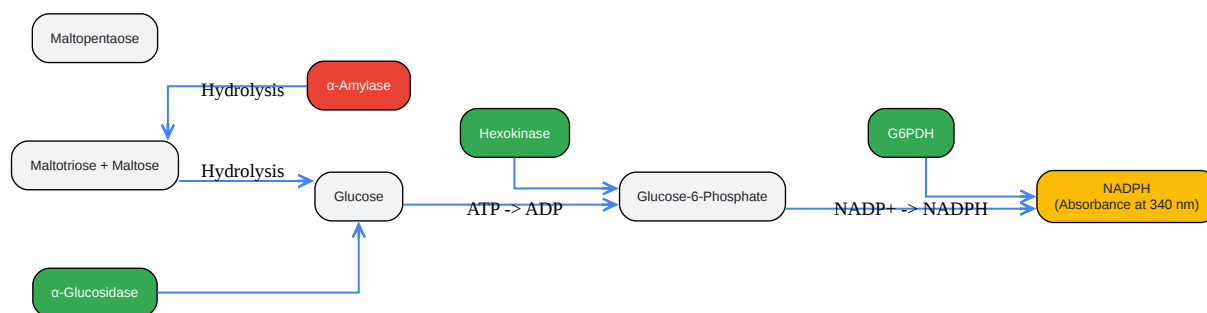 Maltopentaose
α-Amylase
Hydrolysis
Hexokinase
G6PDH
Maltotriose + Maltose
Hydrolysis
Glucose
Glucose-6-Phosphate
NADPH
(Absorbance at 340 nm)
ATP -> ADP
NADP+ -> NADPH
α-Glucosidase